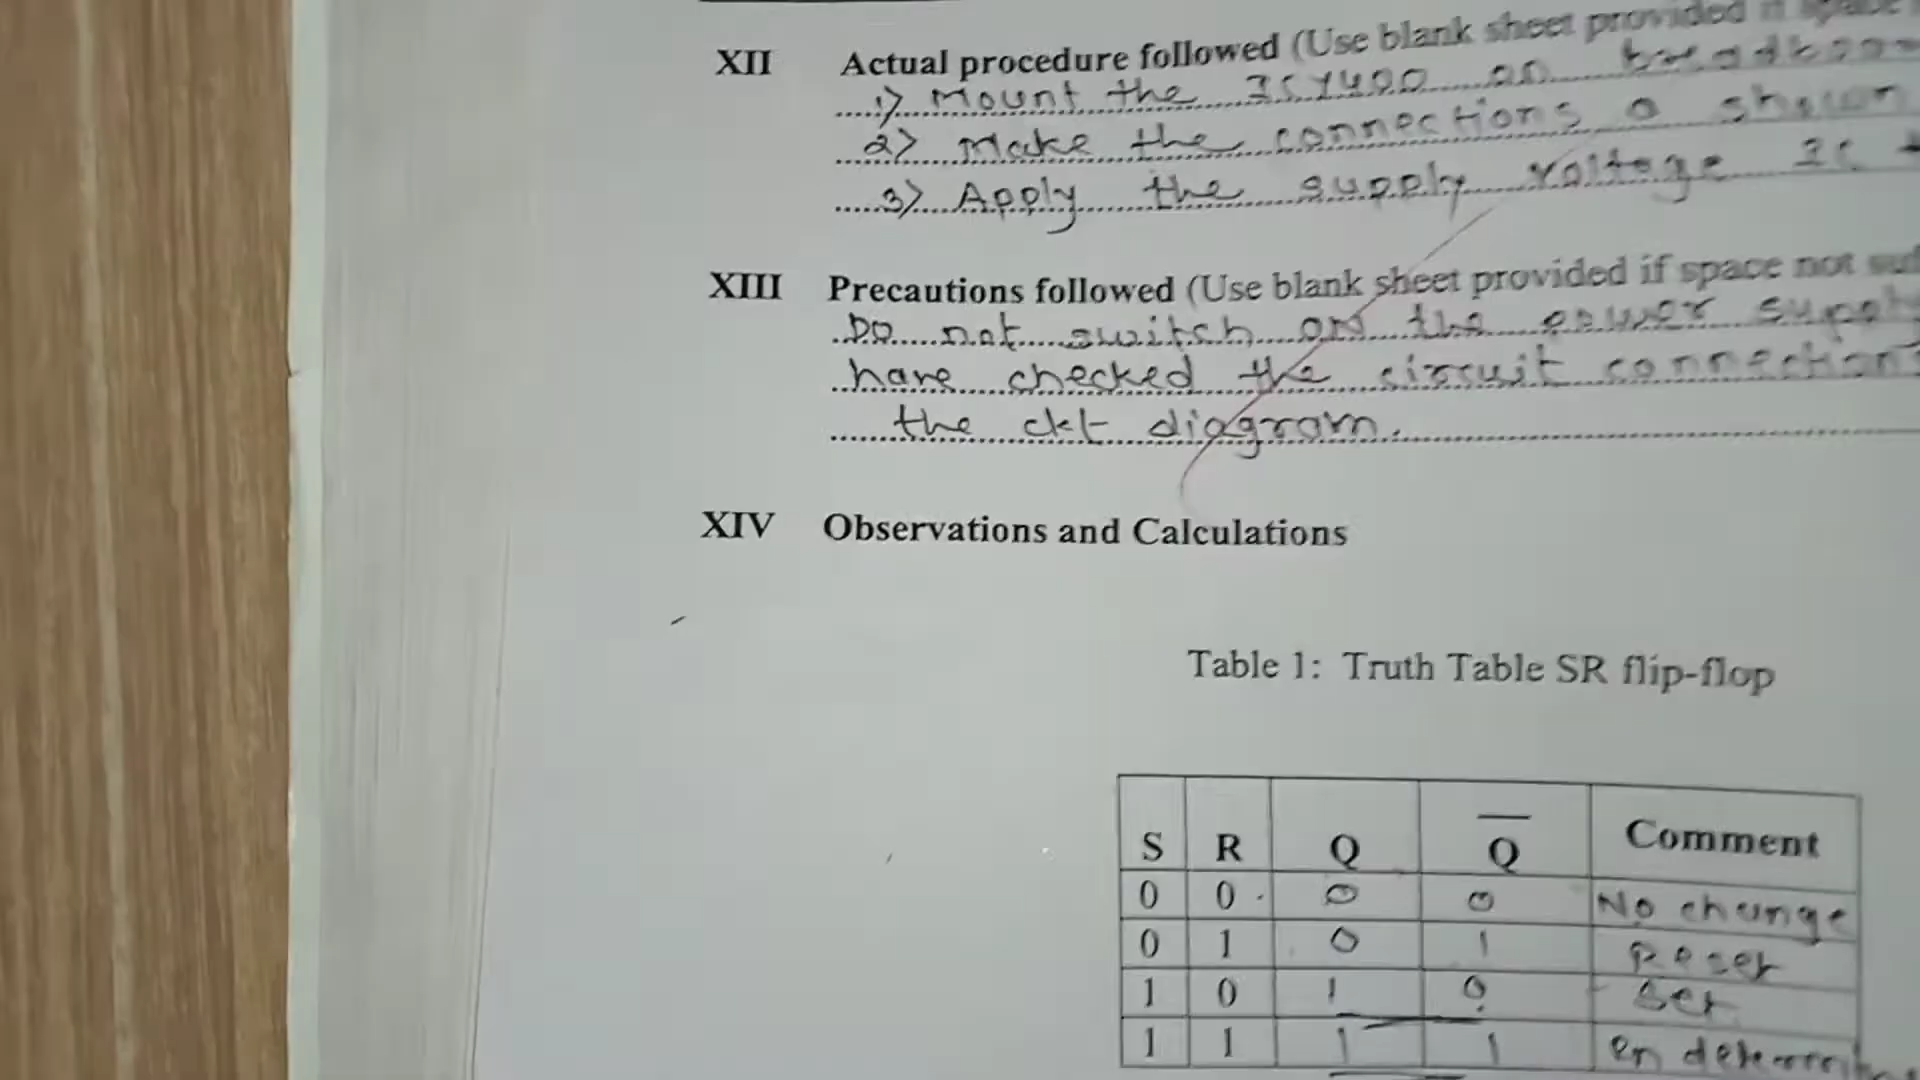 XII Actual procedure followed (Use blank sheet provided if space
1) Mount the IC 7400 on breadboar
2) Make the connections a shown
3) Apply the supply voltage IC
XIII Precautions followed (Use blank sheet provided if space not suf
Do not switch on the power supply
have checked the circuit connections
the ckt diagram.
XIV Observations and Calculations
Table 1: Truth Table SR flip-flop
S R Q Q̅ Comment
0 0 0 0 No change
0 1 0 1 Reset
1 0 1 0 Set
1 1 1 1